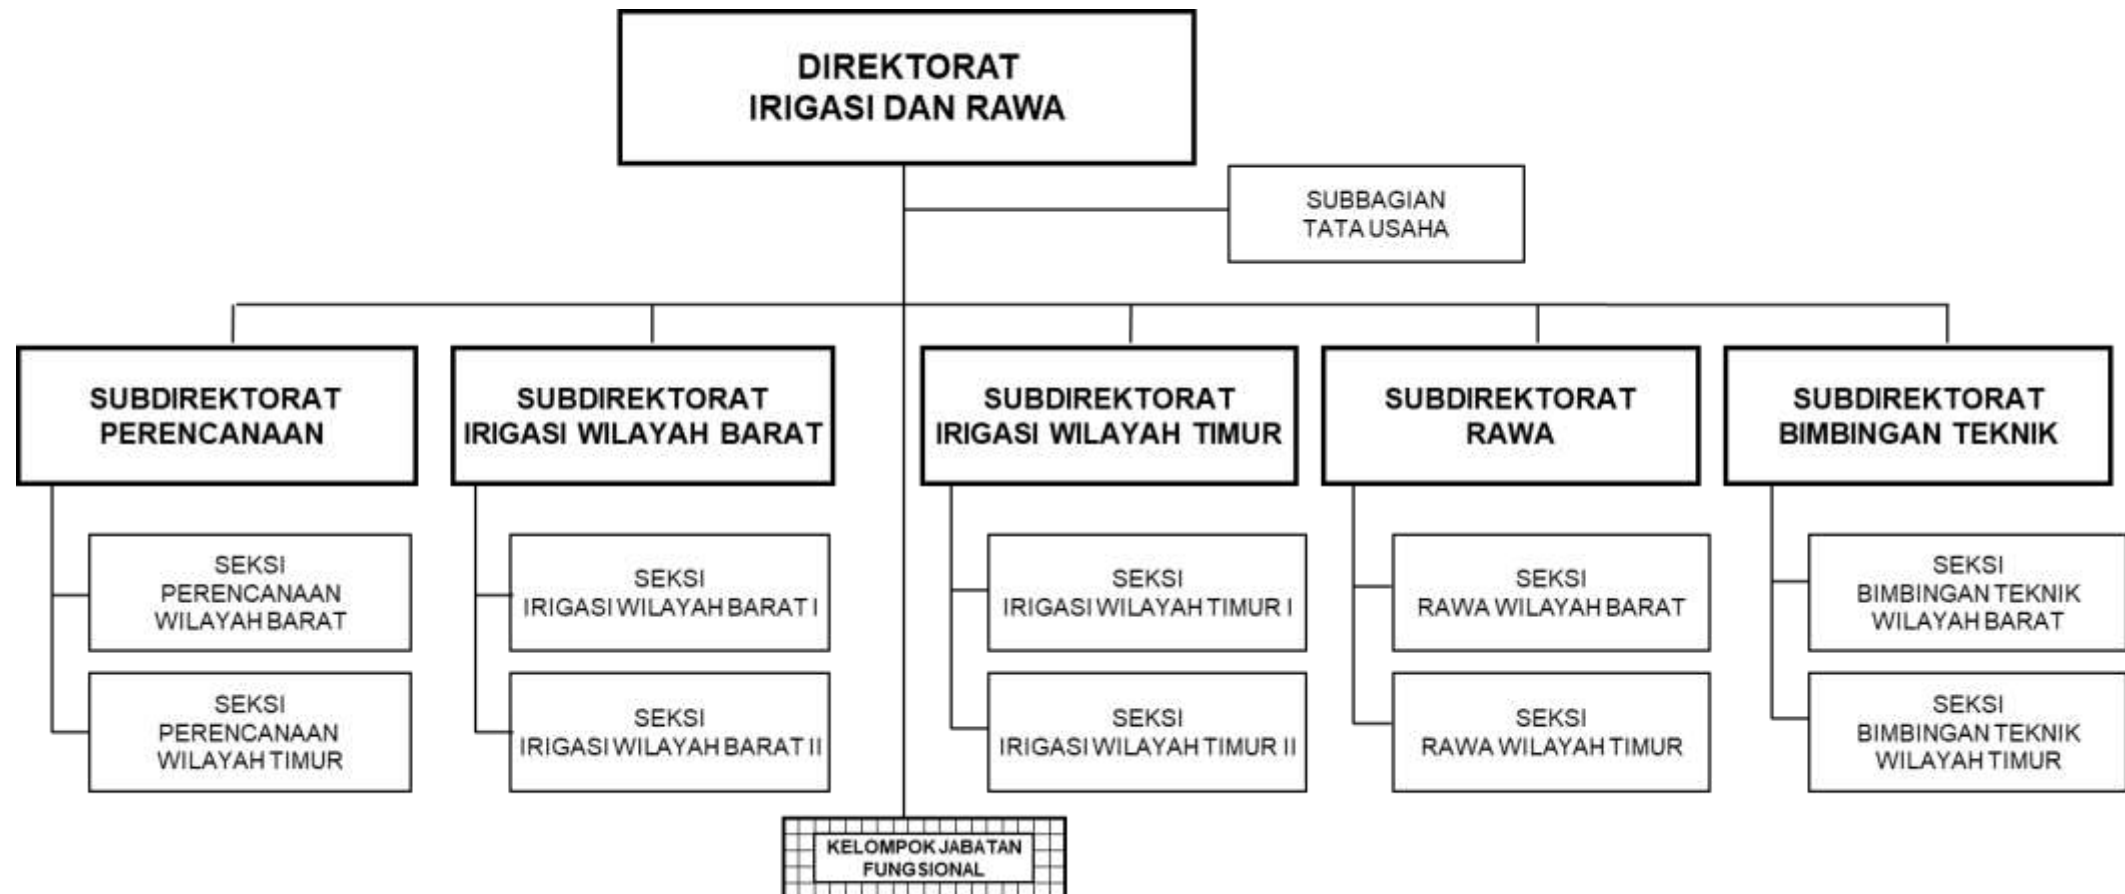 DIREKTORAT
IRIGASI DAN RAWA
SUBBAGIAN
TATA USAHA
SUBDIREKTORAT
PERENCANAAN
SUBDIREKTORAT
IRIGASI WILAYAH BARAT
SUBDIREKTORAT
IRIGASI WILAYAH TIMUR
SUBDIREKTORAT
RAWA
SUBDIREKTORAT
BIMBINGAN TEKNIK
SEKSI
PERENCANAAN
WILAYAH BARAT
SEKSI
IRIGASI WILAYAH BARAT I
SEKSI
IRIGASI WILAYAH TIMUR I
SEKSI
RAWA WILAYAH BARAT
SEKSI
BIMBINGAN TEKNIK
WILAYAH BARAT
SEKSI
PERENCANAAN
WILAYAH TIMUR
SEKSI
IRIGASI WILAYAH BARAT II
SEKSI
IRIGASI WILAYAH TIMUR II
SEKSI
RAWA WILAYAH TIMUR
SEKSI
BIMBINGAN TEKNIK
WILAYAH TIMUR
KELOMPOK JABATAN
FUNGSIONAL